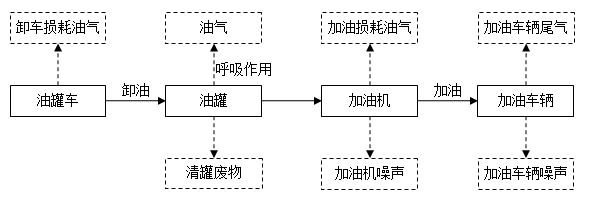 卸车损耗油气
油气
加油损耗油气
加油车辆尾气
呼吸作用
油罐车
卸油
油罐
加油机
加油
加油车辆
清罐废物
加油机噪声
加油车辆噪声